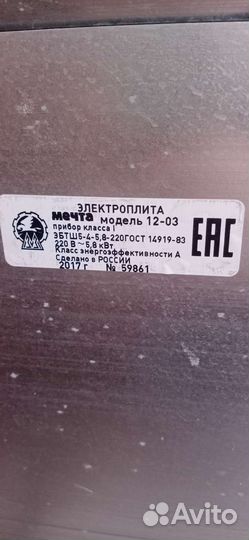 ЭЛЕКТРОПЛИТА
мечта модель 12-03
прибор класса I
ЭБТШ5-4-5,8-220ГОСТ 14919-83
220 В ~ 5,8 кВт
Класс энергоэффективности А
Сделано в РОССИИ
2017 г № 59861
EAC
Avito